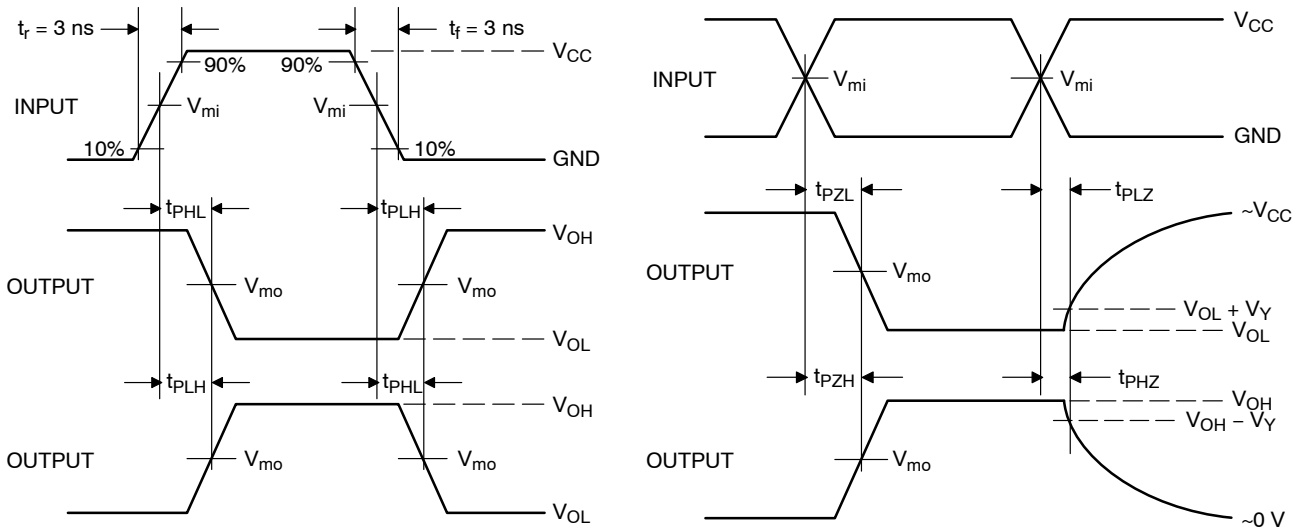 tr = 3 ns
tf = 3 ns
VCC
90%
90%
INPUT
Vmi
Vmi
10%
10%
GND
tPHL
tPLH
VOH
OUTPUT
Vmo
Vmo
VOL
tPLH
tPHL
VOH
OUTPUT
Vmo
Vmo
VOL
VCC
INPUT
Vmi
Vmi
GND
tPZL
tPLZ
~VCC
OUTPUT
Vmo
VOL + VY
VOL
tPZH
tPHZ
VOH
VOH − VY
OUTPUT
Vmo
~0 V